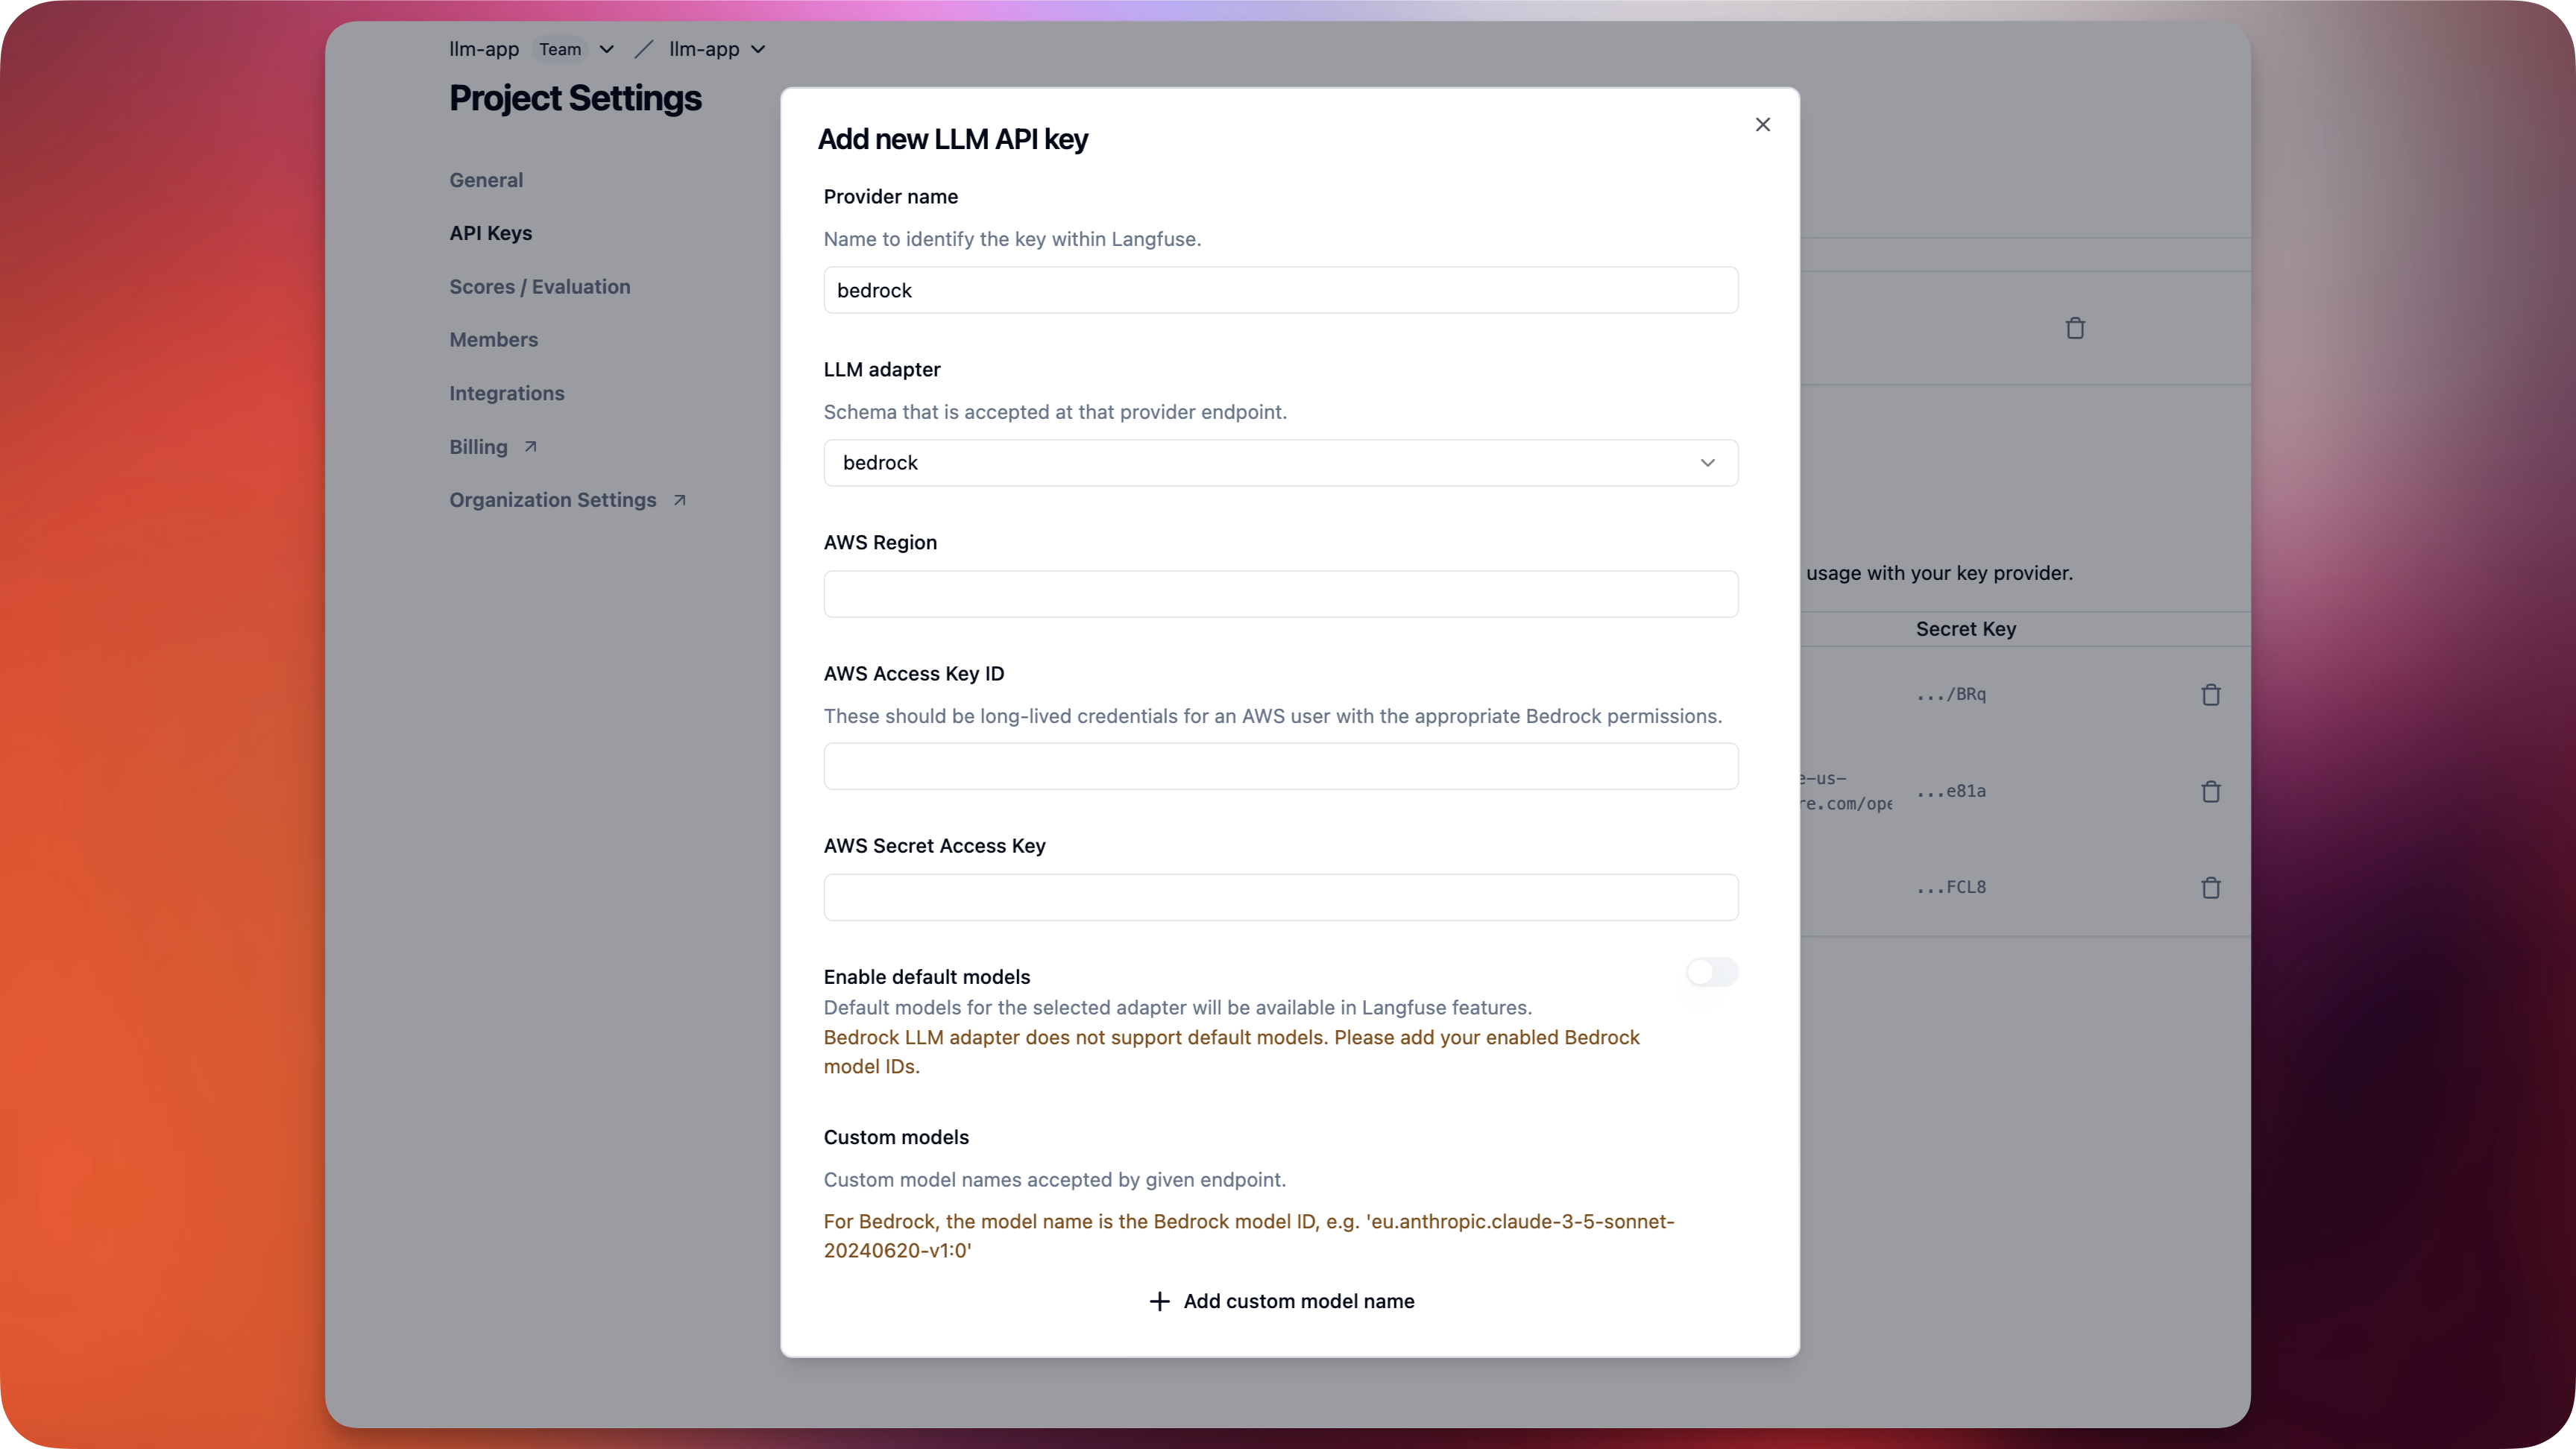 llm-app Team / llm-app
Project Settings
General
API Keys
Scores / Evaluation
Members
Integrations
Billing
Organization Settings
Add new LLM API key
Provider name
Name to identify the key within Langfuse.
bedrock
LLM adapter
Schema that is accepted at that provider endpoint.
bedrock
AWS Region
AWS Access Key ID
These should be long-lived credentials for an AWS user with the appropriate Bedrock permissions.
AWS Secret Access Key
Enable default models
Default models for the selected adapter will be available in Langfuse features.
Bedrock LLM adapter does not support default models. Please add your enabled Bedrock
model IDs.
Custom models
Custom model names accepted by given endpoint.
For Bedrock, the model name is the Bedrock model ID, e.g. 'eu.anthropic.claude-3-5-sonnet-
20240620-v1:0'
+ Add custom model name
usage with your key provider.
Secret Key
.../BRq
e-us-
re.com/ope
...e81a
...FCL8